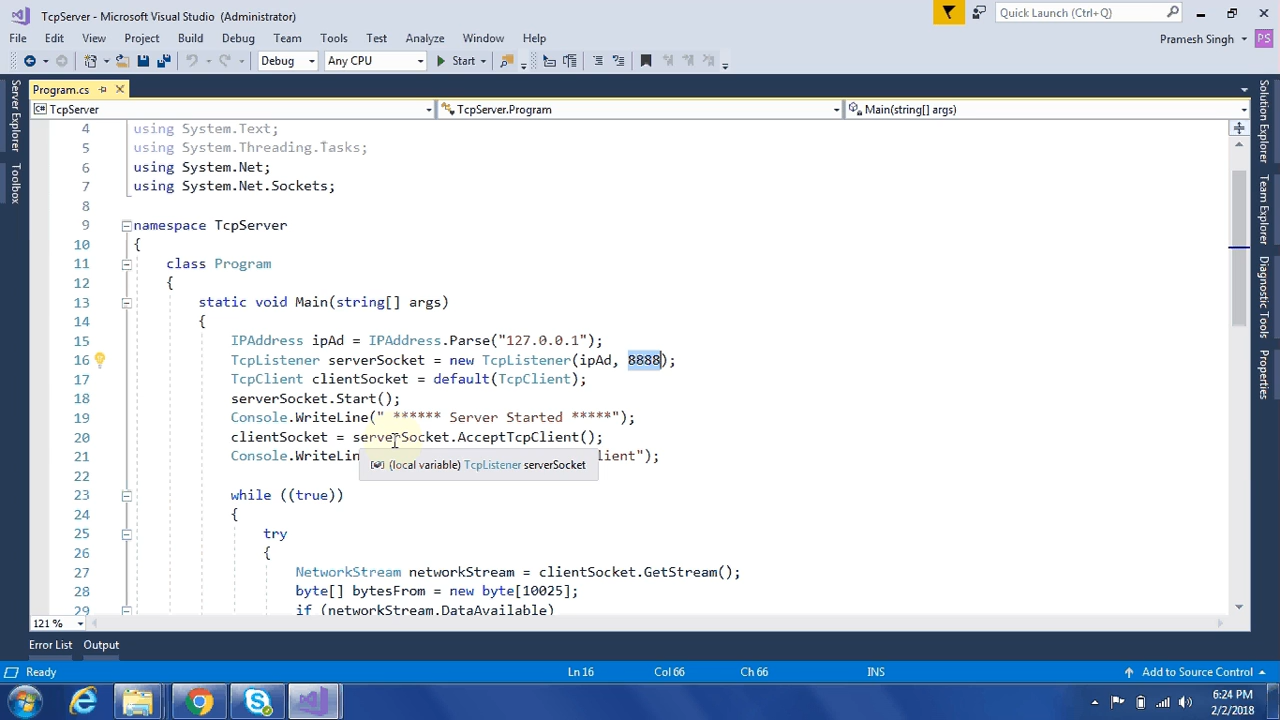 TcpServer - Microsoft Visual Studio (Administrator)
Quick Launch (Ctrl+Q)
File Edit View Project Build Debug Team Tools Test Analyze Window Help
Pramesh Singh PS
Debug Any CPU Start
Program.cs
TcpServer TcpServer.Program Main(string[] args)
Server Explorer
Toolbox
Solution Explorer
Team Explorer
Diagnostic Tools
4 using System.Text;
5 using System.Threading.Tasks;
6 using System.Net;
7 using System.Net.Sockets;
8
9 namespace TcpServer
10 {
11 class Program
12 {
13 static void Main(string[] args)
14 {
15 IPAddress ipAd = IPAddress.Parse("127.0.0.1");
16 TcpListener serverSocket = new TcpListener(ipAd, 8888);
17 TcpClient clientSocket = default(TcpClient);
18 serverSocket.Start();
19 Console.WriteLine(" ****** Server Started *****");
20 clientSocket = serverSocket.AcceptTcpClient();
21 Console.WriteLin lient");
(local variable) TcpListener serverSocket
22
23 while ((true))
24 {
25 try
26 {
27 NetworkStream networkStream = clientSocket.GetStream();
28 byte[] bytesFrom = new byte[10025];
29 if (networkStream.DataAvailable)
121 %
Error List Output
Ready Ln 16 Col 66 Ch 66 INS Add to Source Control
6:24 PM
2/2/2018